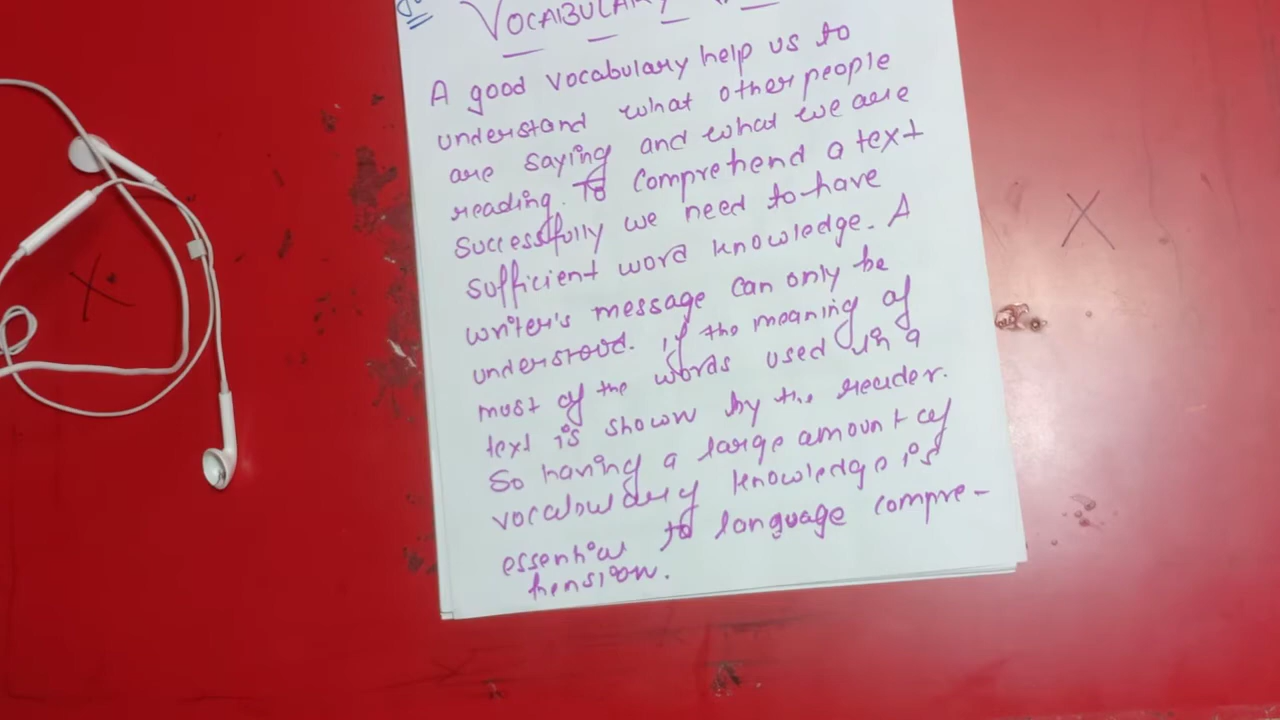 VOCABULARY
A good vocabulary help us to
understand what other people
are saying and what we are
reading. To comprehend a text
successfully we need to have
sufficient word knowledge. A
writer's message can only be
understood. if the meaning of
most of the words used in a
text is shown by the reader.
So having a large amount of
vocabulary knowledge is
essential to language compre-
hension.